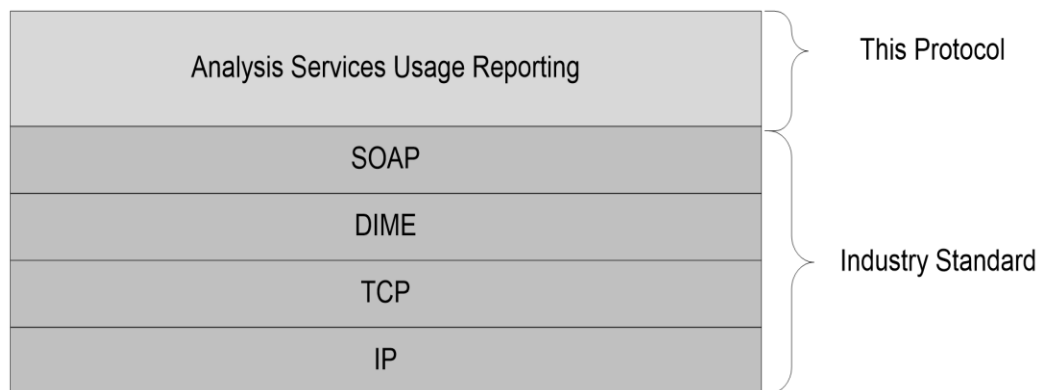 Analysis Services Usage Reporting
This Protocol
SOAP
DIME
TCP
IP
Industry Standard